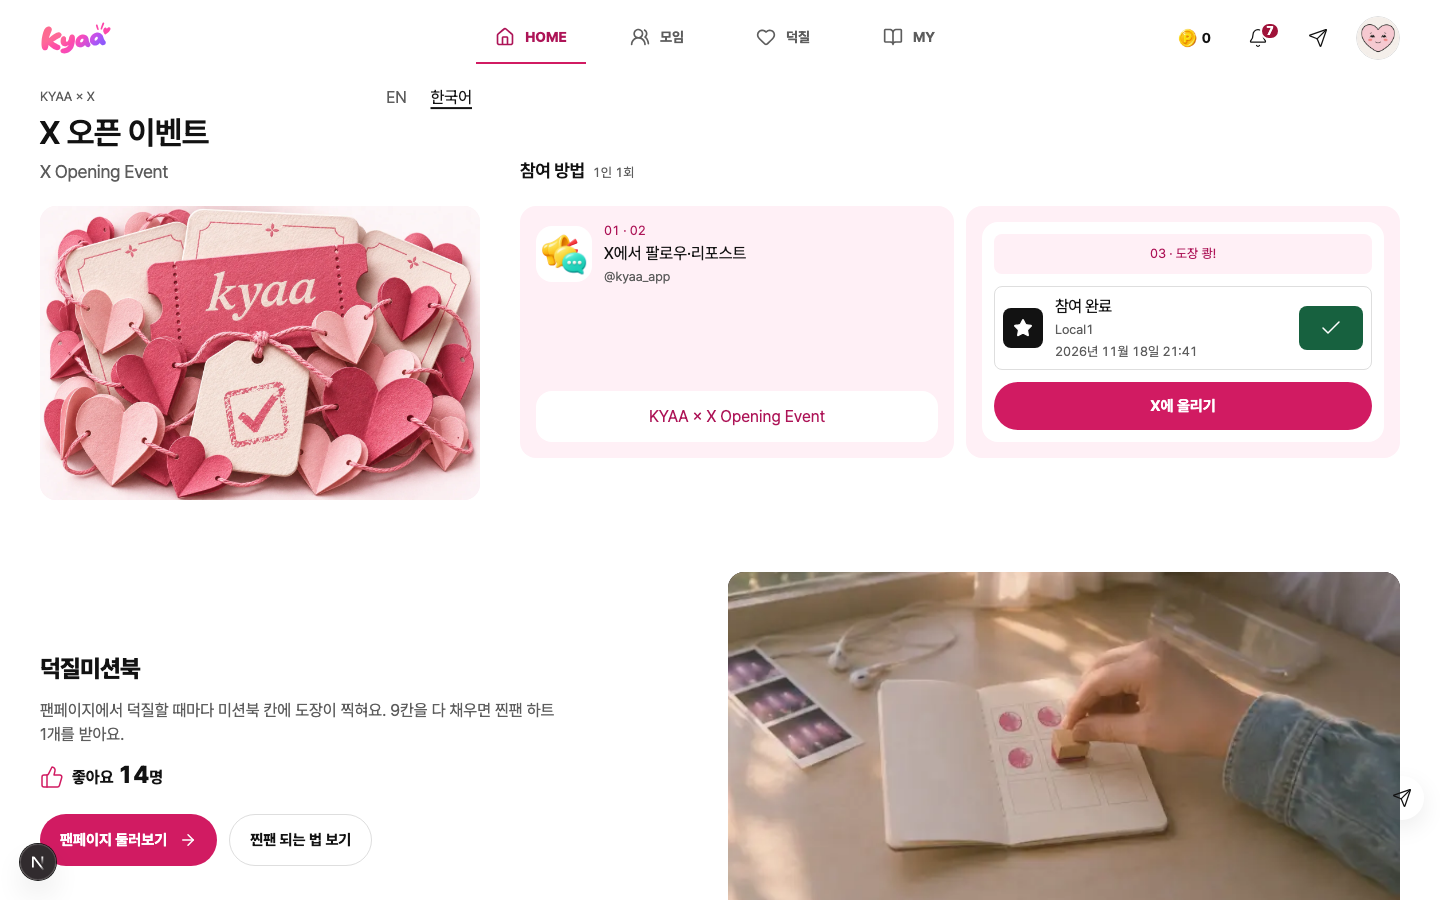 kyaa
HOME
모임
덕질
MY
0
7
KYAA × X
EN
한국어
X 오픈 이벤트
X Opening Event
kyaa
참여 방법 1인 1회
01 · 02
X에서 팔로우·리포스트
@kyaa_app
KYAA × X Opening Event
03 · 도장 쾅!
참여 완료
Local1
2026년 11월 18일 21:41
X에 올리기
덕질미션북
팬페이지에서 덕질할 때마다 미션북 칸에 도장이 찍혀요. 9칸을 다 채우면 찐팬 하트
1개를 받아요.
좋아요 14명
팬페이지 둘러보기
찐팬 되는 법 보기
N